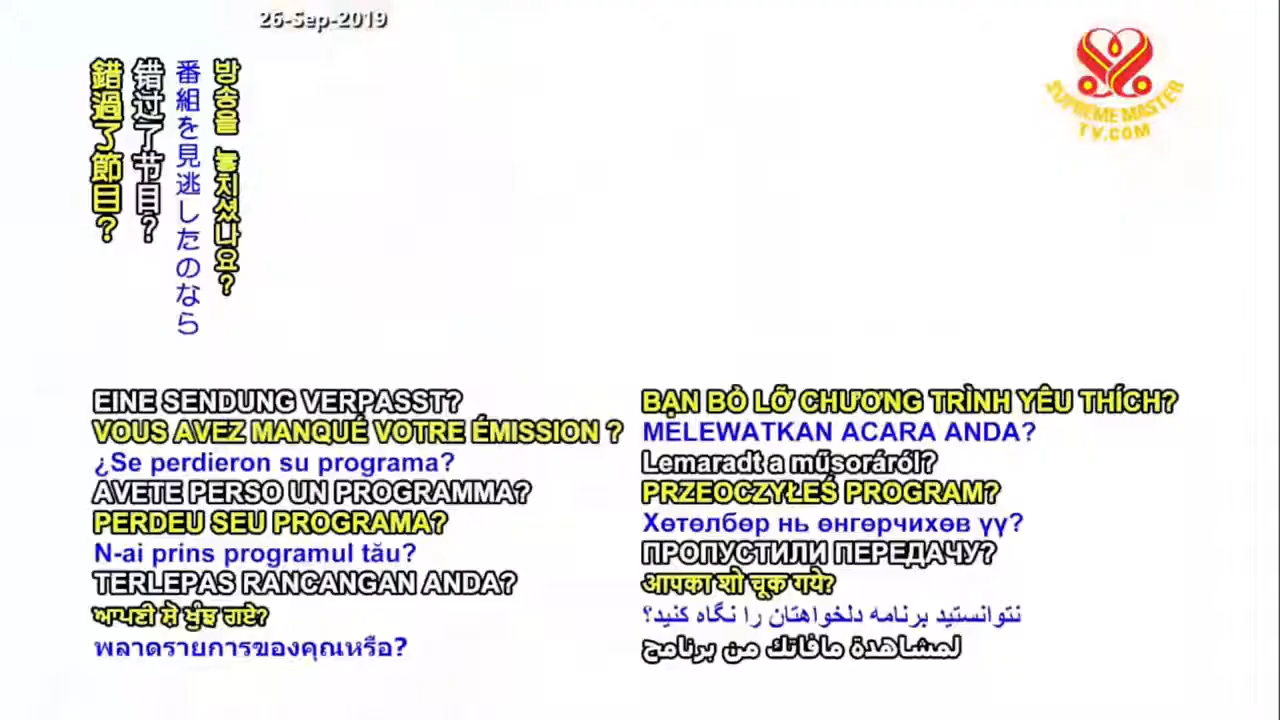 26-Sep-2019
SUPREME MASTER
TV.COM
錯過了節目？
错过了节目？
番組を見逃したのなら
방송을 놓치셨나요?
EINE SENDUNG VERPASST?
VOUS AVEZ MANQUÉ VOTRE ÉMISSION ?
¿Se perdieron su programa?
AVETE PERSO UN PROGRAMMA?
PERDEU SEU PROGRAMA?
N-ai prins programul tău?
TERLEPAS RANCANGAN ANDA?
ਆਪਣੀ ਸ਼ੋ ਖੁੰਝ ਗਏ?
พลาดรายการของคุณหรือ?
BẠN BỎ LỠ CHƯƠNG TRÌNH YÊU THÍCH?
MELEWATKAN ACARA ANDA?
Lemaradt a műsoráról?
PRZEOCZYŁEŚ PROGRAM?
Хөтөлбөр нь өнгөрчихөв үү?
ПРОПУСТИЛИ ПЕРЕДАЧУ?
आपका शो चूक गये?
نتوانستید برنامه دلخواهتان را نگاه کنید؟
لمشاهدة مافاتك من برنامج